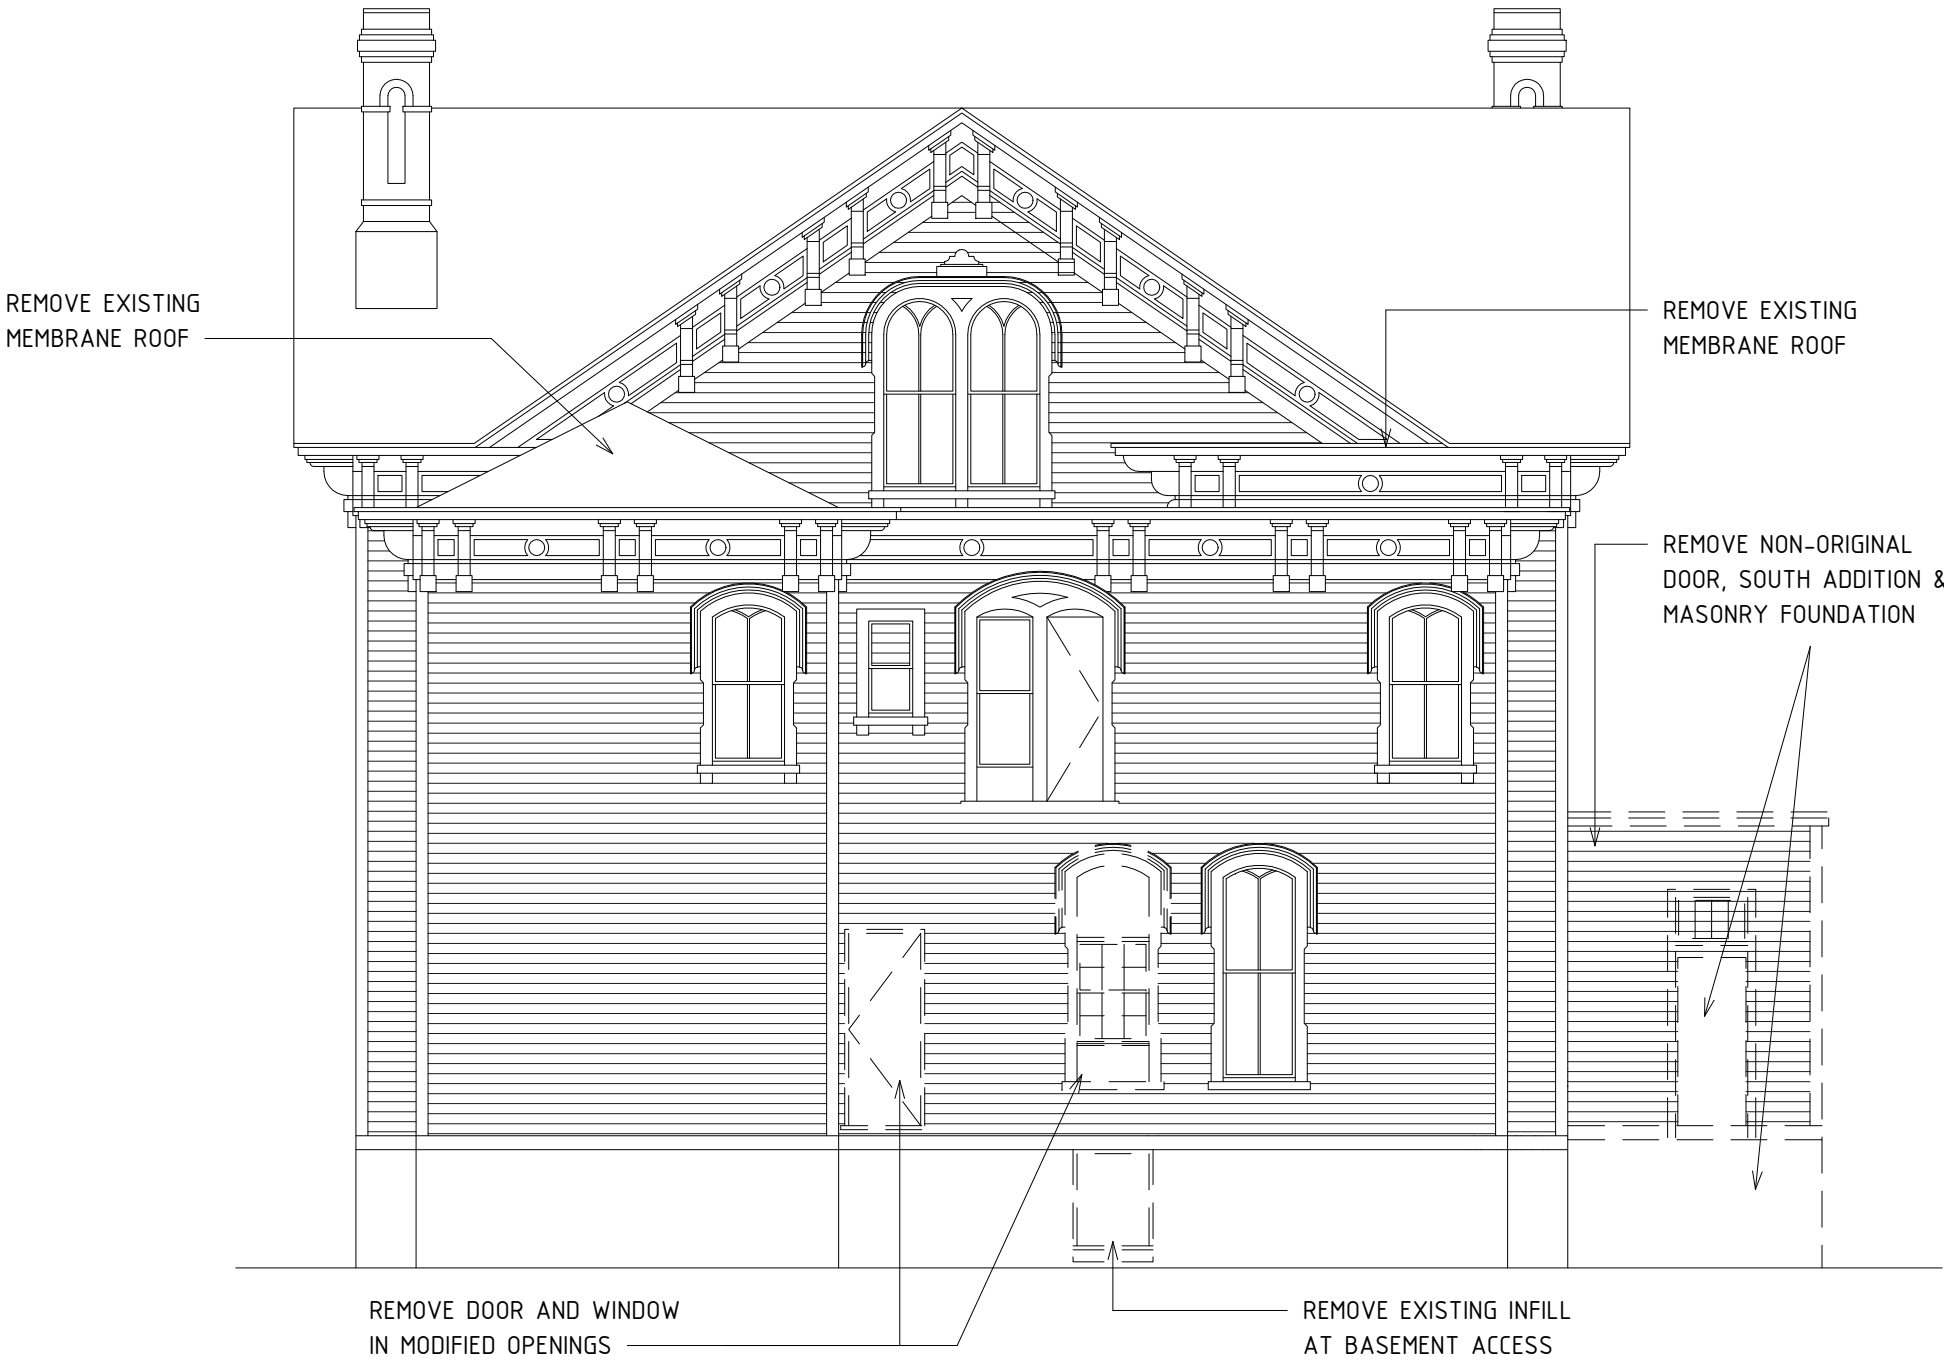 REMOVE EXISTING
MEMBRANE ROOF
REMOVE EXISTING
MEMBRANE ROOF
REMOVE NON-ORIGINAL
DOOR, SOUTH ADDITION &
MASONRY FOUNDATION
REMOVE DOOR AND WINDOW
IN MODIFIED OPENINGS
REMOVE EXISTING INFILL
AT BASEMENT ACCESS